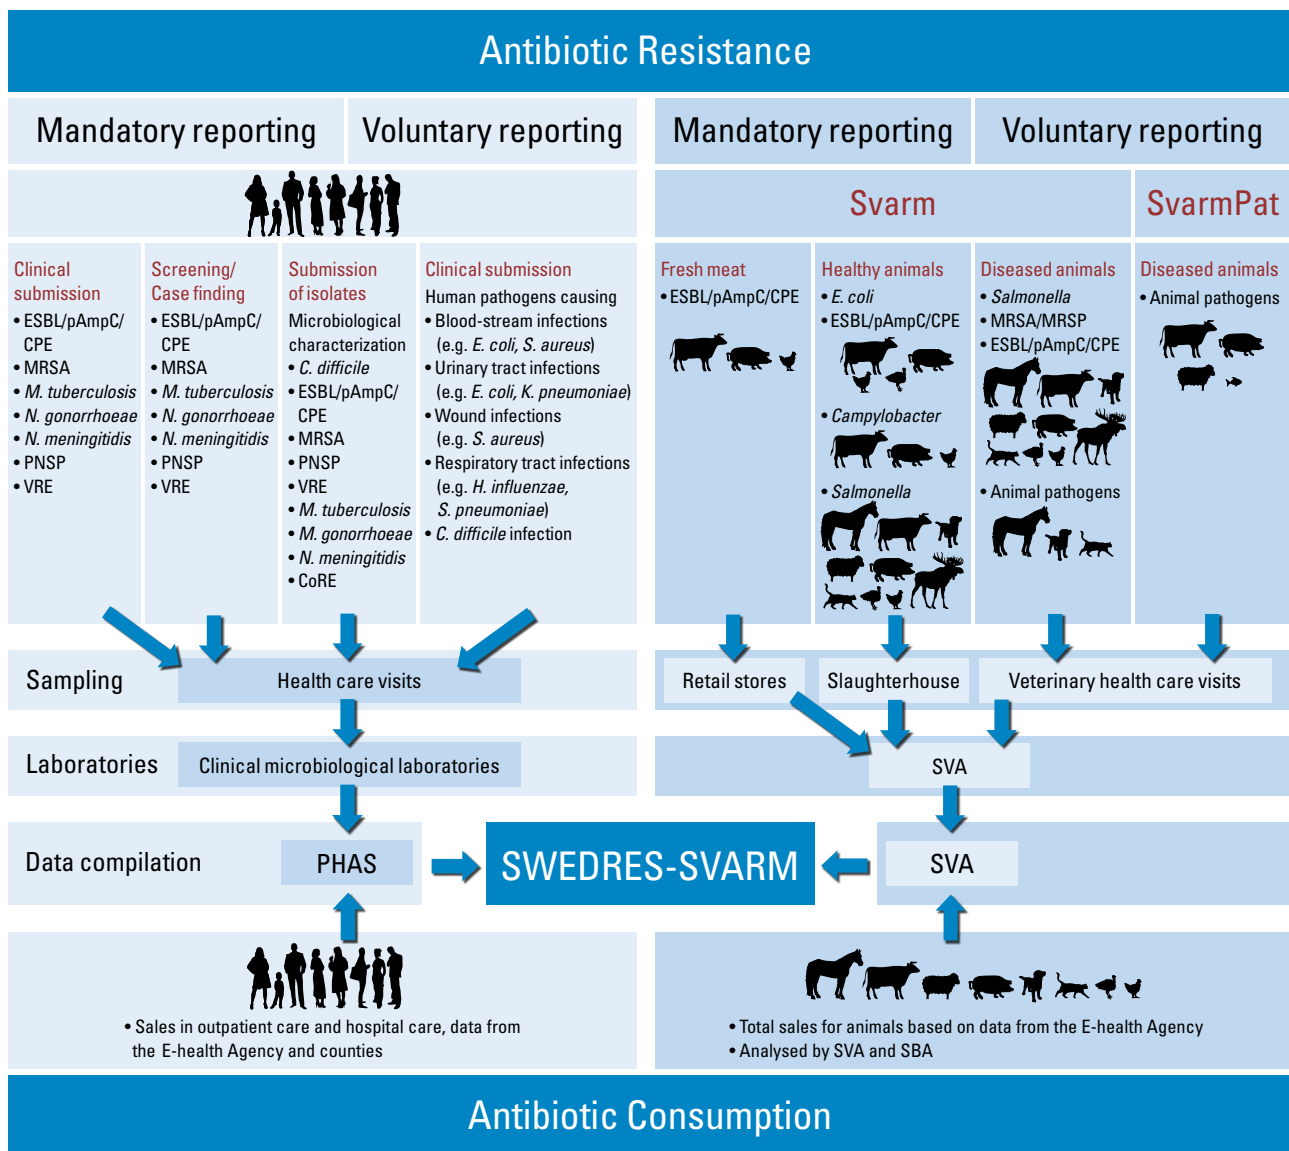 Antibiotic Resistance
Mandatory reporting
Voluntary reporting
Mandatory reporting
Voluntary reporting
Svarm
SvarmPat
Clinical
submission
• ESBL/pAmpC/
CPE
• MRSA
• M. tuberculosis
• N. gonorrhoeae
• N. meningitidis
• PNSP
• VRE
Screening/
Case finding
• ESBL/pAmpC/
CPE
• MRSA
• M. tuberculosis
• N. gonorrhoeae
• N. meningitidis
• PNSP
• VRE
Submission
of isolates
Microbiological
characterization
• C. difficile
• ESBL/pAmpC/
CPE
• MRSA
• PNSP
• VRE
• M. tuberculosis
• M. gonorrhoeae
• N. meningitidis
• CoRE
Clinical submission
Human pathogens causing
• Blood-stream infections
(e.g. E. coli, S. aureus)
• Urinary tract infections
(e.g. E. coli, K. pneumoniae)
• Wound infections
(e.g. S. aureus)
• Respiratory tract infections
(e.g. H. influenzae,
S. pneumoniae)
• C. difficile infection
Fresh meat
• ESBL/pAmpC/CPE
Healthy animals
• E. coli
• ESBL/pAmpC/CPE
• Campylobacter
• Salmonella
Diseased animals
• Salmonella
• MRSA/MRSP
• ESBL/pAmpC/CPE
• Animal pathogens
Diseased animals
• Animal pathogens
Sampling
Health care visits
Retail stores
Slaughterhouse
Veterinary health care visits
Laboratories
Clinical microbiological laboratories
SVA
Data compilation
PHAS
SWEDRES-SVARM
SVA
• Sales in outpatient care and hospital care, data from
the E-health Agency and counties
• Total sales for animals based on data from the E-health Agency
• Analysed by SVA and SBA
Antibiotic Consumption